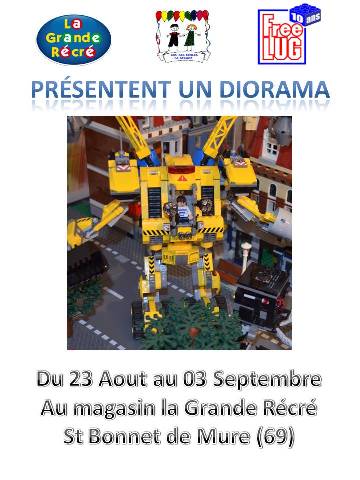 La
Grande
Récré
10 ans
Free
LUG
PRÉSENTENT UN DIORAMA
Du 23 Aout au 03 Septembre
Au magasin la Grande Récré
St Bonnet de Mure (69)